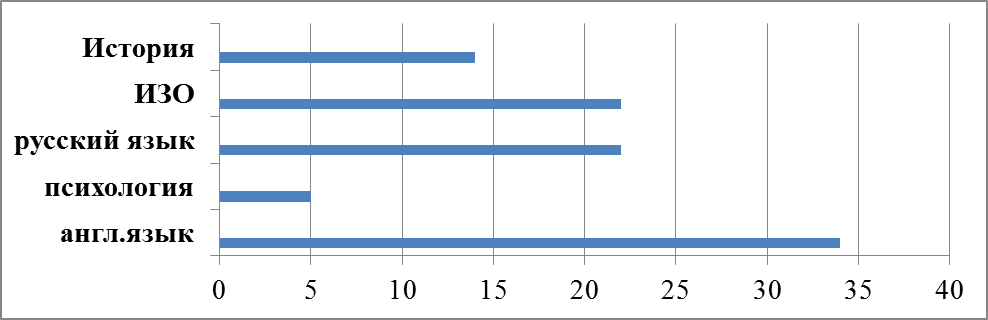 История
ИЗО
русский язык
психология
англ.язык
0 5 10 15 20 25 30 35 40